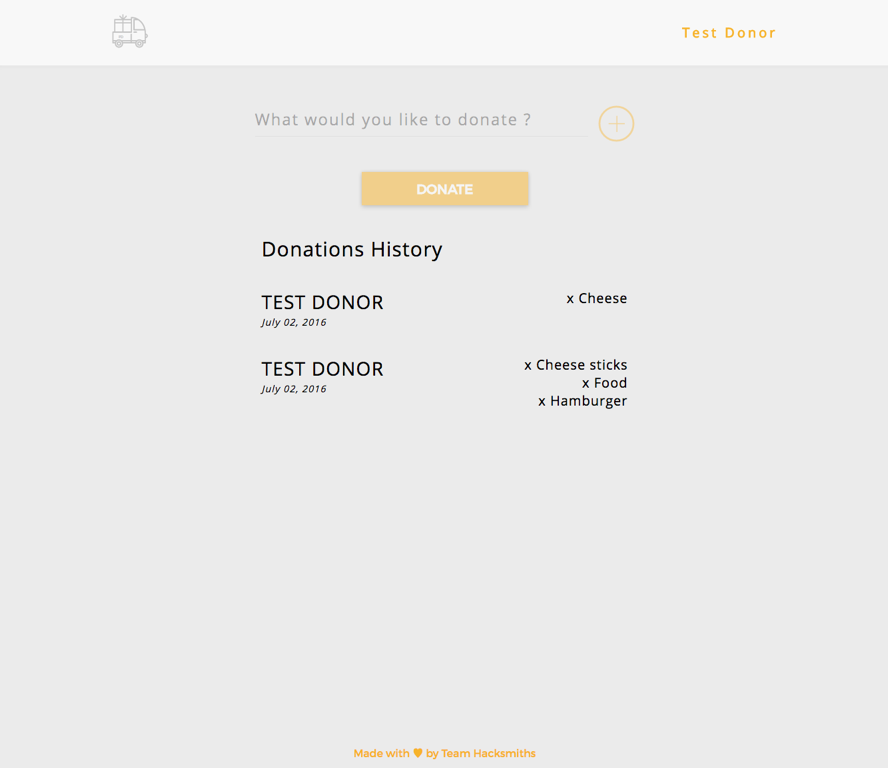 Test Donor
What would you like to donate ?
DONATE
Donations History
TEST DONOR
x Cheese
July 02, 2016
TEST DONOR
x Cheese sticks
x Food
July 02, 2016
x Hamburger
Made with ♥ by Team Hacksmiths